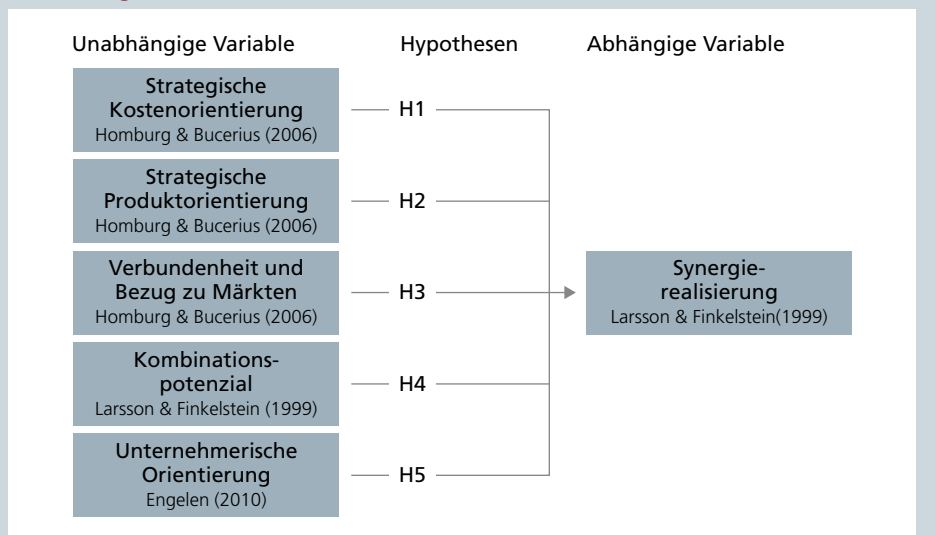 Unabhängige Variable
Hypothesen
Abhängige Variable
Strategische
Kostenorientierung
Homburg & Bucerius (2006)
H1
Strategische
Produktorientierung
Homburg & Bucerius (2006)
H2
Verbundenheit und
Bezug zu Märkten
Homburg & Bucerius (2006)
H3
Synergie-
realisierung
Larsson & Finkelstein(1999)
Kombinations-
potenzial
Larsson & Finkelstein (1999)
H4
Unternehmerische
Orientierung
Engelen (2010)
H5